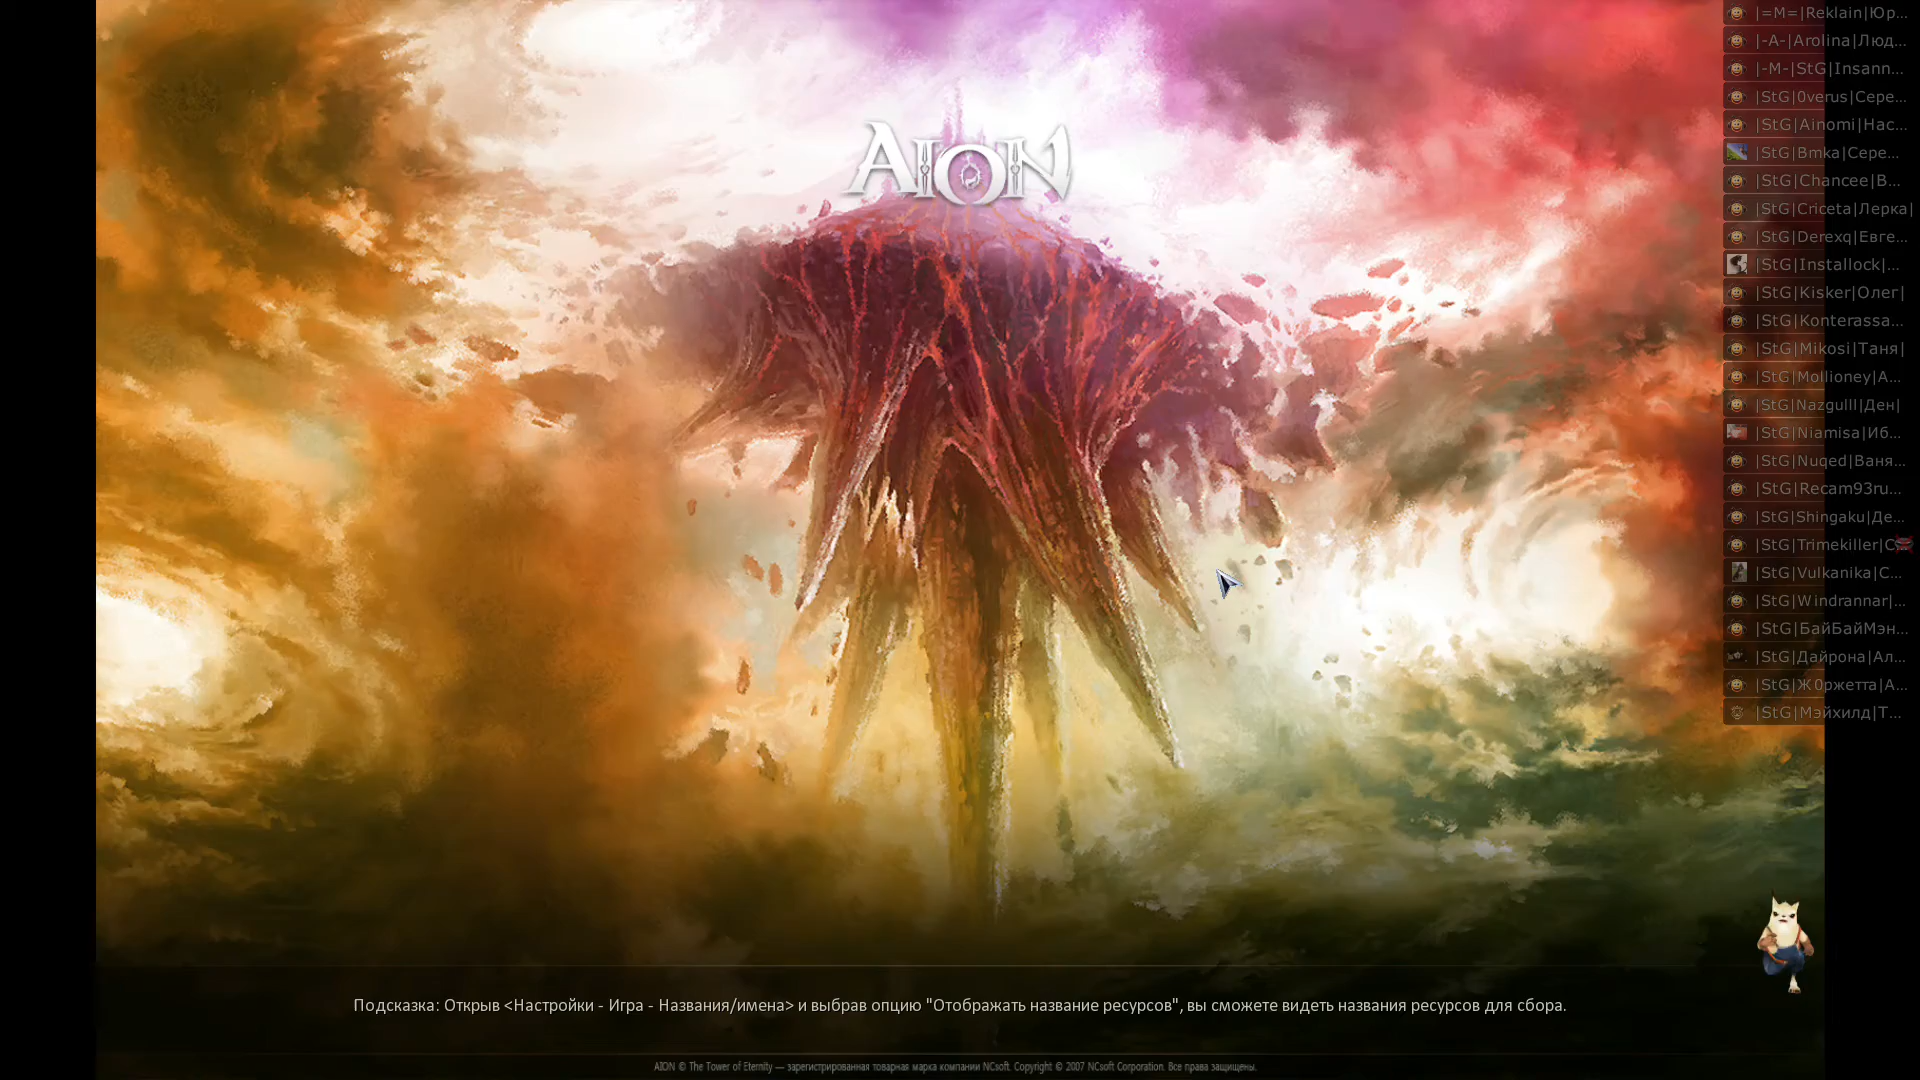 AION
|=M=|Reklain|Юр...
|-A-|Arolina|Люд...
|-M-|StG|Insann...
|StG|0verus|Сере...
|StG|Ainomi|Нас...
|StG|Bmka|Сере...
|StG|Chancee|В...
|StG|Criceta|Лерка|
|StG|Derexq|Евге...
|StG|Installock|...
|StG|Kisker|Олег|
|StG|Konterassa...
|StG|Mikosi|Таня|
|StG|Mollioney|А...
|StG|Nazgulll|Ден|
|StG|Niamisa|Иб...
|StG|Nuqed|Ваня...
|StG|Recam93ru...
|StG|Shingaku|Де...
|StG|Trimekiller|С
|StG|Vulkanika|С...
|StG|Windrannar|...
|StG|БайБайМэн...
|StG|Дайрона|Ал...
|StG|Ж0ржетта|А...
|StG|Мэйхилд|Т...
Подсказка: Открыв <Настройки - Игра - Названия/имена> и выбрав опцию "Отображать название ресурсов", вы сможете видеть названия ресурсов для сбора.
AION © The Tower of Eternity — зарегистрированная товарная марка компании NCsoft. Copyright © 2007 NCsoft Corporation. Все права защищены.